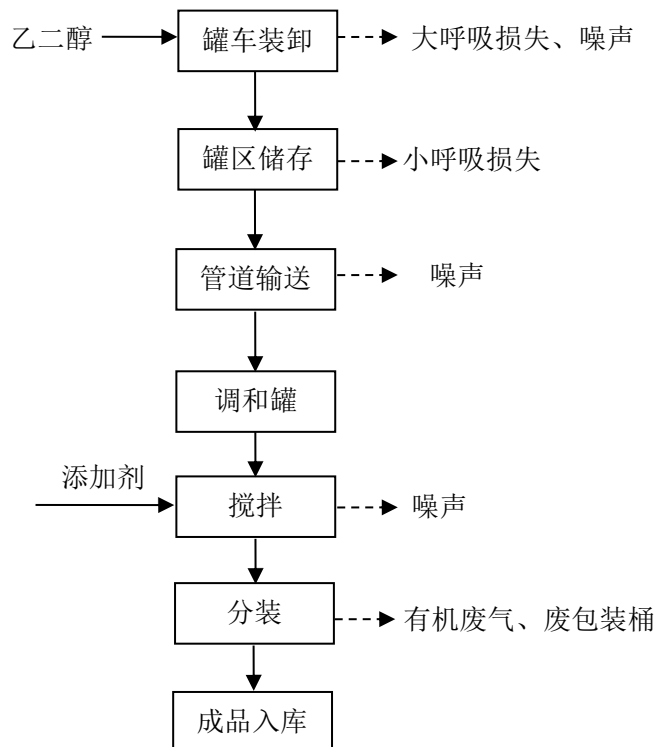 乙二醇
罐车装卸
大呼吸损失、噪声
罐区储存
小呼吸损失
管道输送
噪声
调和罐
添加剂
搅拌
噪声
分装
有机废气、废包装桶
成品入库